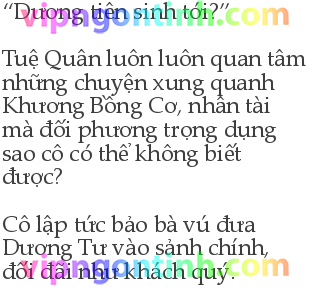 “Dương tiên sinh tới?”
vipngontinh.com
Tuệ Quân luôn luôn quan tâm
những chuyện xung quanh
Khương Bồng Cơ, nhân tài
mà đối phương trọng dụng
sao cô có thể không biết
được?
Cô lập tức bảo bà vú đưa
Dương Tư vào sảnh chính,
đối đãi như khách quý.
vipngontinh.com